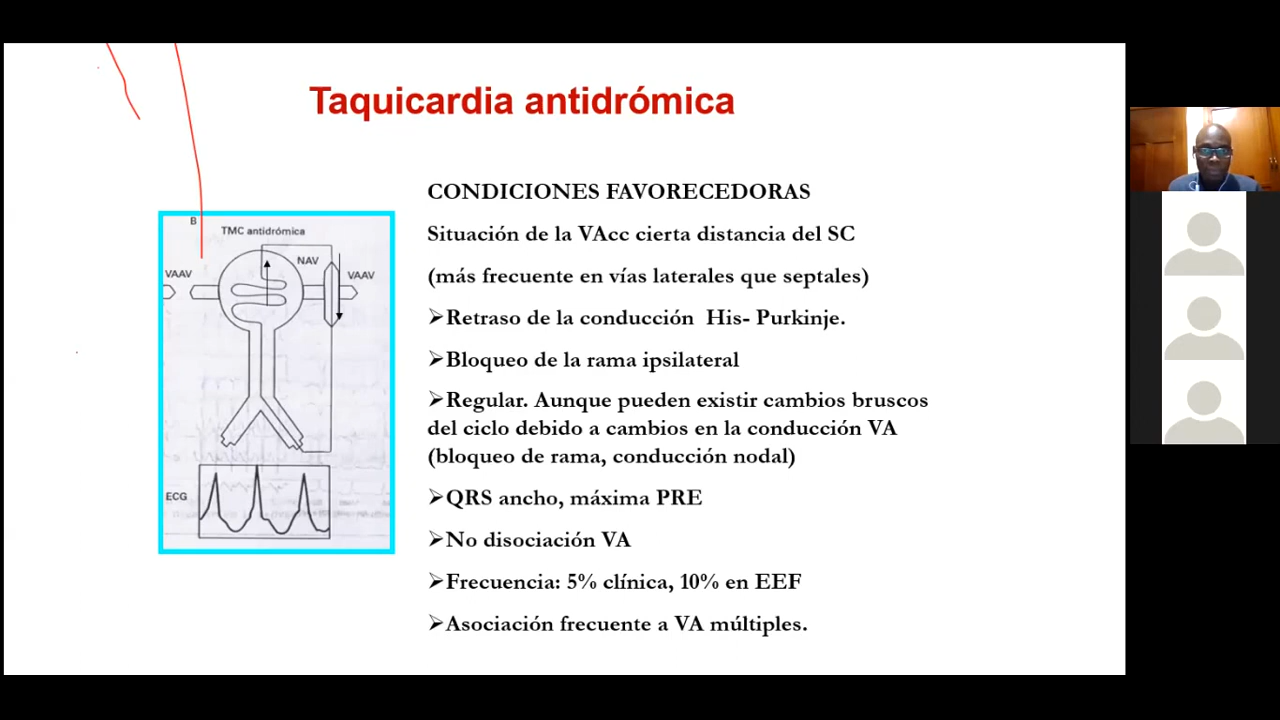 Taquicardia antidrómica
CONDICIONES FAVORECEDORAS
Situación de la VAcc cierta distancia del SC
(más frecuente en vías laterales que septales)
➢Retraso de la conducción His- Purkinje.
➢Bloqueo de la rama ipsilateral
➢Regular. Aunque pueden existir cambios bruscos
del ciclo debido a cambios en la conducción VA
(bloqueo de rama, conducción nodal)
➢QRS ancho, máxima PRE
➢No disociación VA
➢Frecuencia: 5% clínica, 10% en EEF
➢Asociación frecuente a VA múltiples.
B
TMC antidrómica
NAV
VAAV
VAAV
ECG